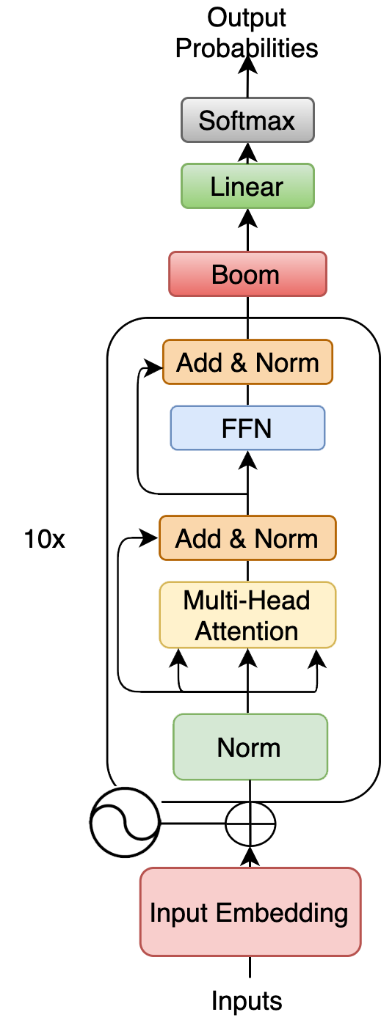 Output
Probabilities
Softmax
Linear
Boom
Add & Norm
FFN
10x
Add & Norm
Multi-Head
Attention
Norm
Input Embedding
Inputs